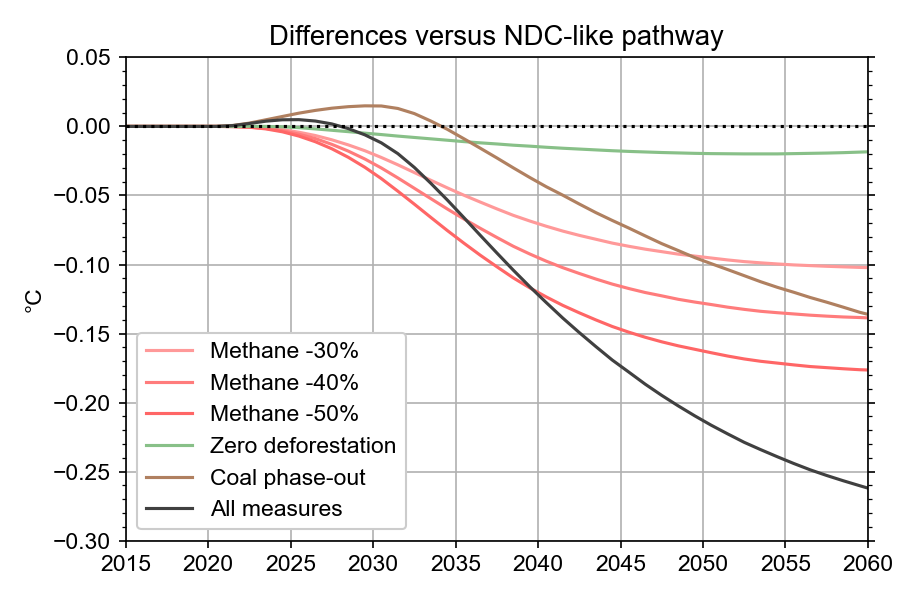 Differences versus NDC-like pathway
0.05
0.00
−0.05
−0.10
−0.15
−0.20
−0.25
−0.30
°C
Methane -30%
Methane -40%
Methane -50%
Zero deforestation
Coal phase-out
All measures
2015 2020 2025 2030 2035 2040 2045 2050 2055 2060